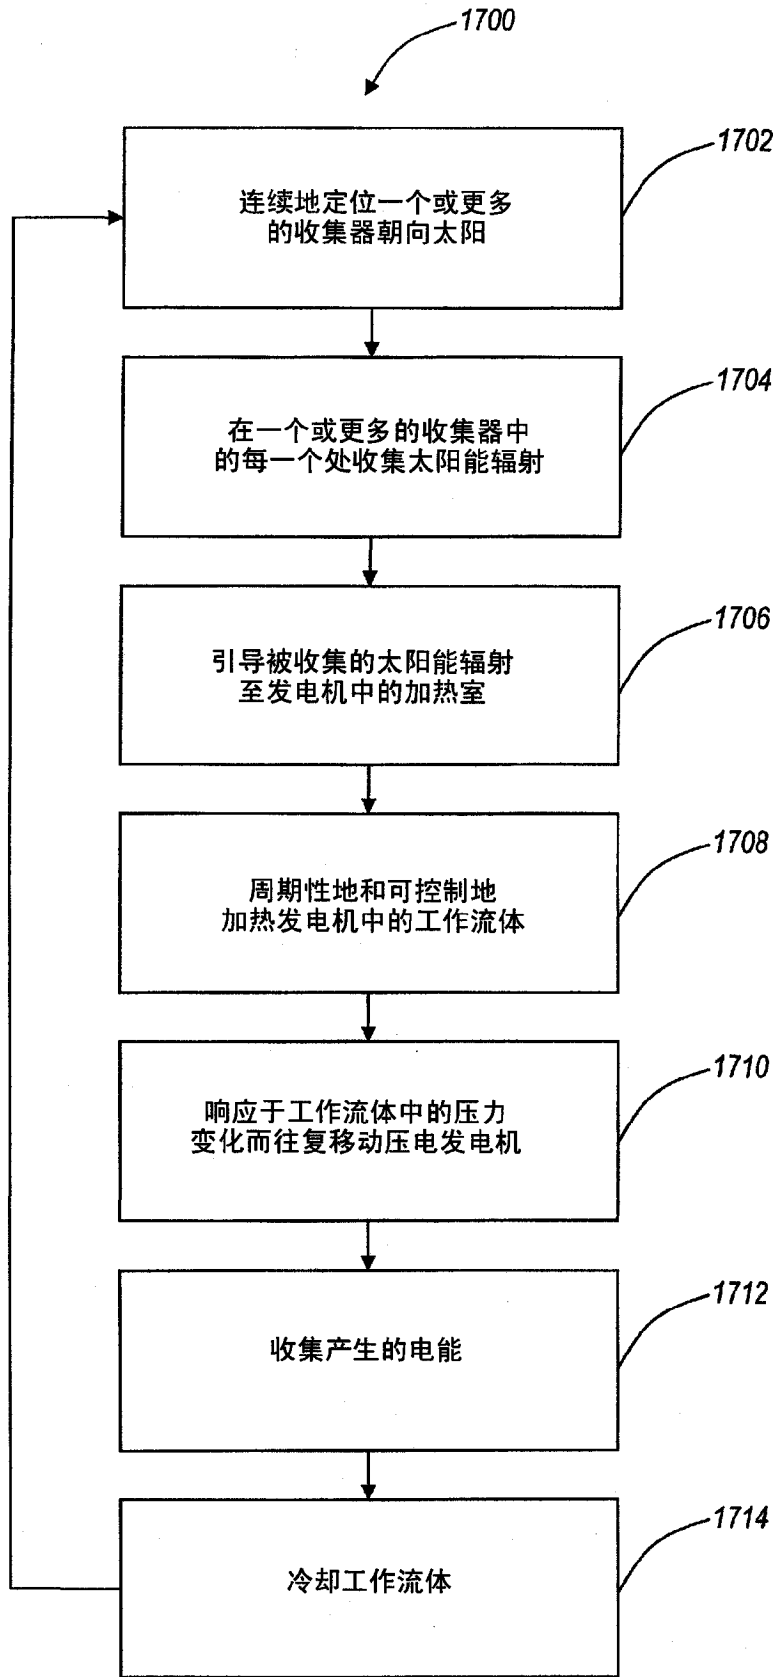 1700
1702
连续地定位一个或更多
的收集器朝向太阳
1704
在一个或更多的收集器中
的每一个处收集太阳能辐射
1706
引导被收集的太阳能辐射
至发电机中的加热室
1708
周期性地和可控制地
加热发电机中的工作流体
1710
响应于工作流体中的压力
变化而往复移动压电发电机
1712
收集产生的电能
1714
冷却工作流体